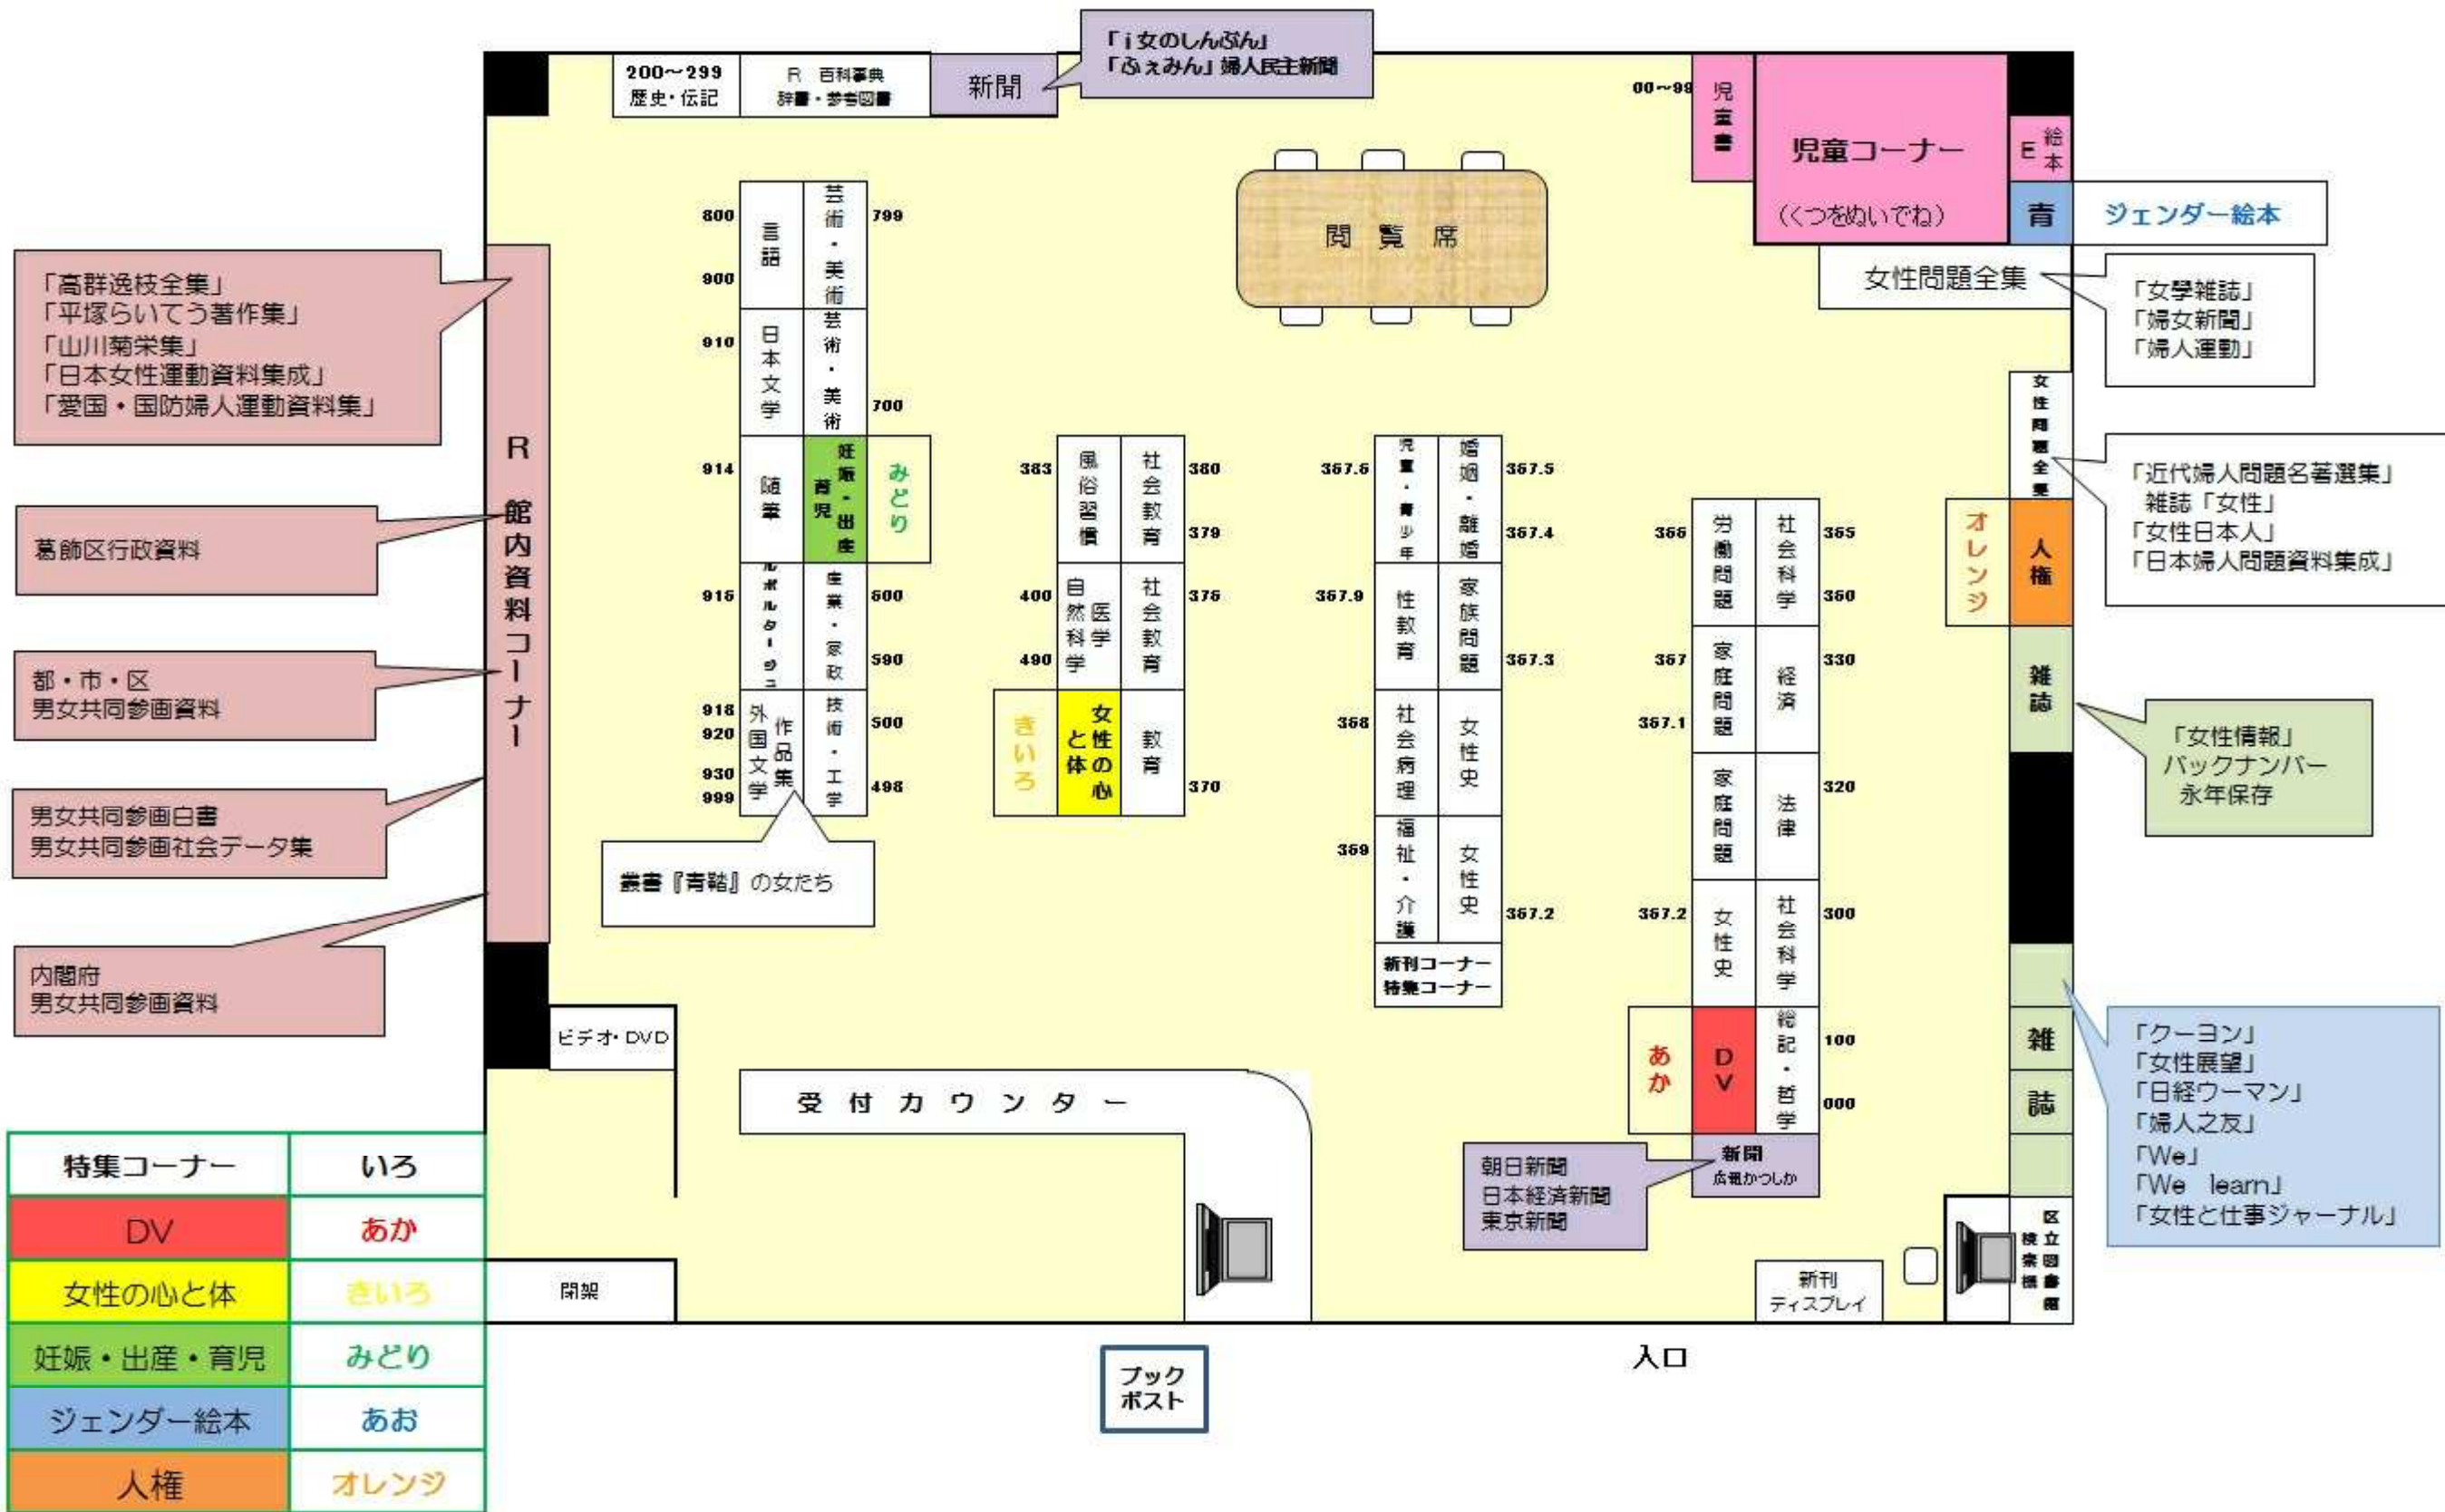 「i女のしんぶん」
「ふぇみん」婦人民主新聞
200～299
歴史・伝記
R 百科事典
辞書・参考図書
新聞
00～99
児童書
児童コーナー
（くつをぬいでね）
E 絵本
青
ジェンダー絵本
閲覧席
女性問題全集
「女學雑誌」
「婦女新聞」
「婦人運動」
女性問題全集
「近代婦人問題名著選集」
雑誌「女性」
「女性日本人」
「日本婦人問題資料集成」
「高群逸枝全集」
「平塚らいてう著作集」
「山川菊栄集」
「日本女性運動資料集成」
「愛国・国防婦人運動資料集」
葛飾区行政資料
都・市・区
男女共同参画資料
男女共同参画白書
男女共同参画社会データ集
内閣府
男女共同参画資料
R 館内資料コーナー
800
言語
900
芸術・美術
799
910
日本文学
芸術・美術
700
914
随筆
妊娠・出産
育児
みどり
915
ルポルタージュ
産業・家政
600
590
918
920
930
999
外国文学
作品集
技術・工学
500
498
叢書『青鞜』の女たち
383
風俗習慣
社会教育
380
379
400
490
自然科学
医学
社会教育
376
きいろ
女性の心
と体
教育
370
367.6
児童・青少年
婚姻・離婚
367.5
367.4
367.9
性教育
家族問題
367.3
368
社会病理
女性史
369
福祉・介護
女性史
367.2
新刊コーナー
特集コーナー
366
労働問題
社会科学
365
360
367
家庭問題
経済
330
367.1
家庭問題
法律
320
367.2
女性史
社会科学
300
あか
DV
総記・哲学
100
000
新聞
広報かつしか
朝日新聞
日本経済新聞
東京新聞
オレンジ
人権
雑誌
「女性情報」
バックナンバー
永年保存
雑
誌
「クーヨン」
「女性展望」
「日経ウーマン」
「婦人之友」
「We」
「We learn」
「女性と仕事ジャーナル」
区立図書館
検索機
新刊
ディスプレイ
ビデオ・DVD
受付カウンター
閉架
ブック
ポスト
入口
特集コーナー いろ
DV あか
女性の心と体 きいろ
妊娠・出産・育児 みどり
ジェンダー絵本 あお
人権 オレンジ